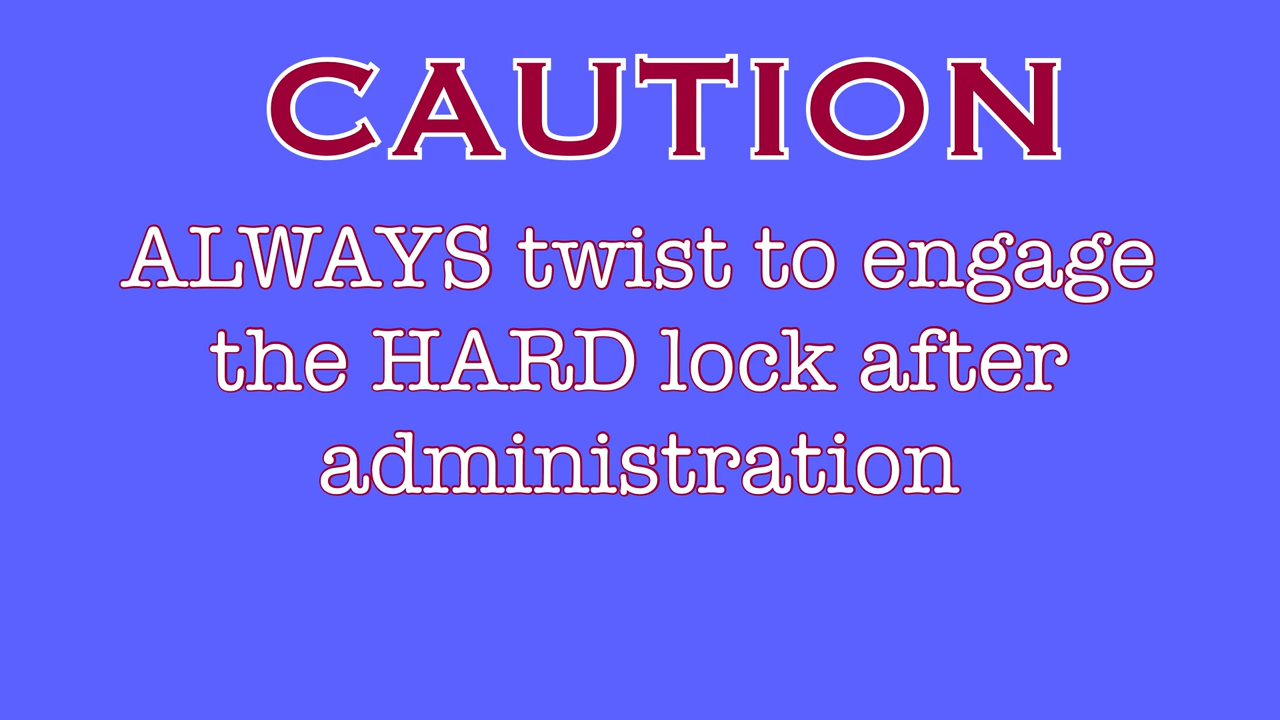 CAUTION
ALWAYS twist to engage
the HARD lock after
administration